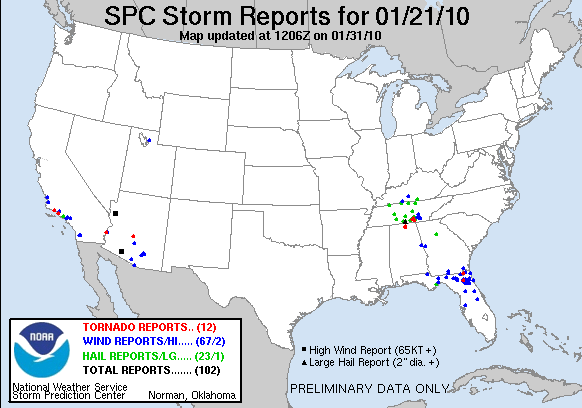 SPC Storm Reports for 01/21/10
Map updated at 1206Z on 01/31/10
NOAA
TORNADO REPORTS.. (12)
WIND REPORTS/HI..... (67/2)
HAIL REPORTS/LG..... (23/1)
TOTAL REPORTS....... (102)
National Weather Service
Storm Prediction Center Norman, Oklahoma
High Wind Report (65KT +)
Large Hail Report (2" dia. +)
PRELIMINARY DATA ONLY